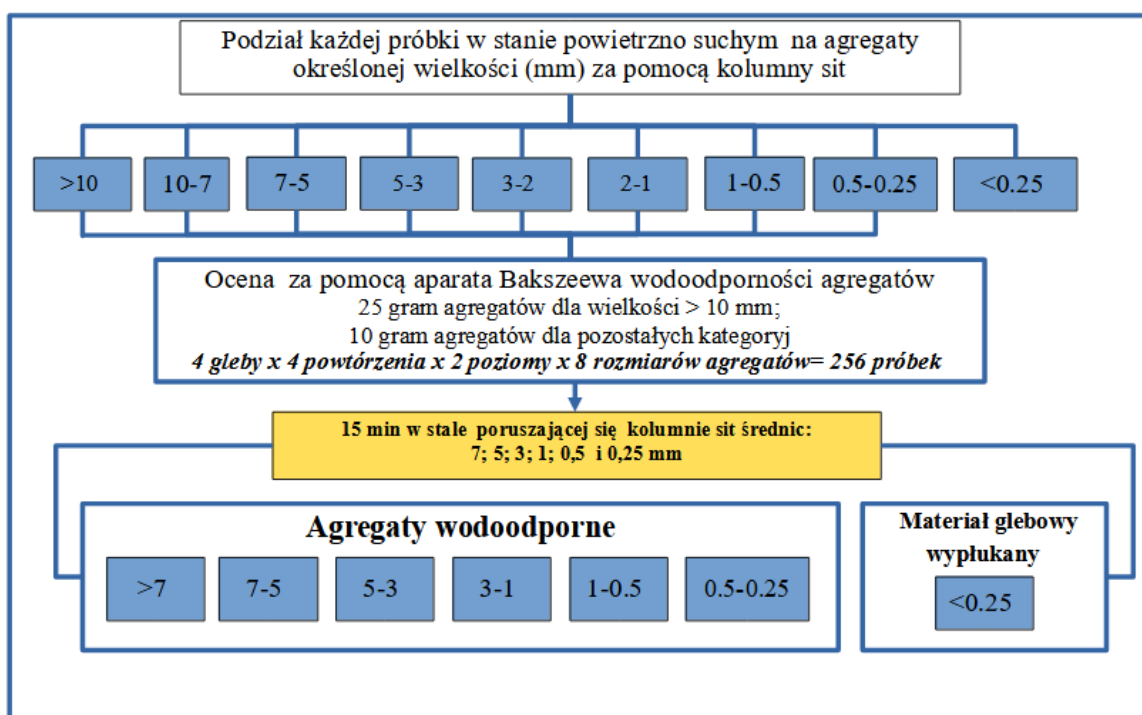 Podział każdej próbki w stanie powietrzno suchym na agregaty
określonej wielkości (mm) za pomocą kolumny sit
>10
10-7
7-5
5-3
3-2
2-1
1-0.5
0.5-0.25
<0.25
Ocena za pomocą aparata Bakszeewa wodoodporności agregatów
25 gram agregatów dla wielkości > 10 mm;
10 gram agregatów dla pozostałych kategoryj
4 gleby x 4 powtórzenia x 2 poziomy x 8 rozmiarów agregatów= 256 próbek
15 min w stale poruszającej się kolumnie sit średnic:
7; 5; 3; 1; 0,5 i 0,25 mm
Agregaty wodoodporne
>7
7-5
5-3
3-1
1-0.5
0.5-0.25
Materiał glebowy
wypłukany
<0.25